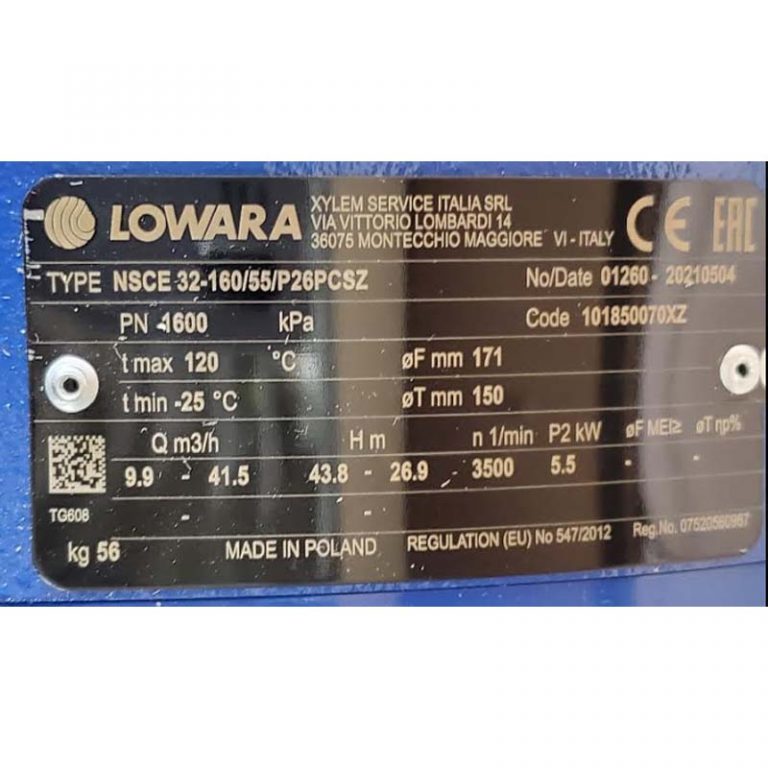 LOWARA
XYLEM SERVICE ITALIA SRL
VIA VITTORIO LOMBARDI 14
36075 MONTECCHIO MAGGIORE VI - ITALY
CE EAC
TYPE NSCE 32-160/55/P26PCSZ No/Date 01260 - 20210504
PN 1600 kPa Code 101850070XZ
t max 120 °C øF mm 171
t min -25 °C øT mm 150
Q m3/h H m n 1/min P2 kW øF MEI≥ øT ηp%
9.9 - 41.5 43.8 - 26.9 - 3500 5.5 - -
TG608 - -
kg 56 MADE IN POLAND REGULATION (EU) No 547/2012 Reg.No. 07520560967